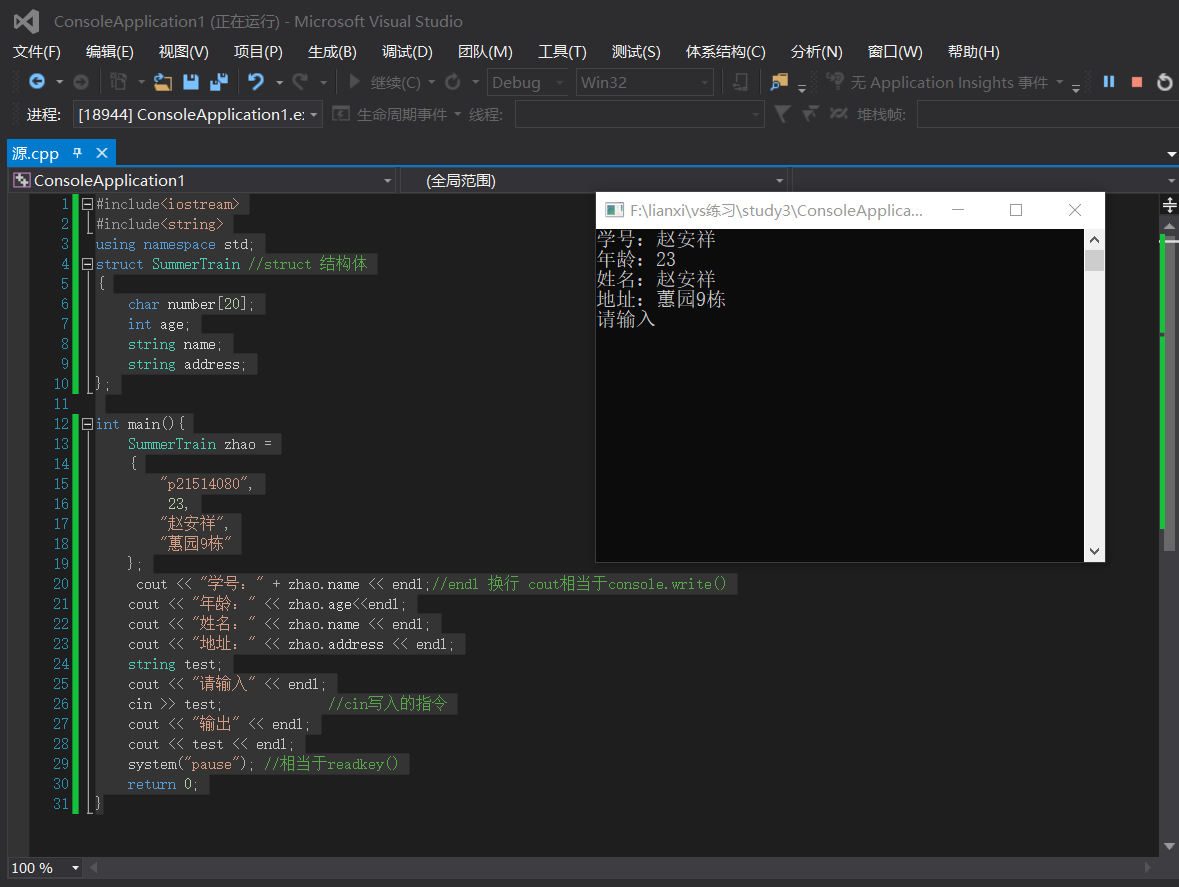 ConsoleApplication1 (正在运行) - Microsoft Visual Studio
文件(F) 编辑(E) 视图(V) 项目(P) 生成(B) 调试(D) 团队(M) 工具(T) 测试(S) 体系结构(C) 分析(N) 窗口(W) 帮助(H)
继续(C) Debug Win32 无 Application Insights 事件
进程: [18944] ConsoleApplication1.e: 生命周期事件 线程: 堆栈帧:
源.cpp
ConsoleApplication1 (全局范围)
1 #include<iostream>
2 #include<string>
3 using namespace std;
4 struct SummerTrain //struct 结构体
5 {
6 char number[20];
7 int age;
8 string name;
9 string address;
10 };
11
12 int main(){
13 SummerTrain zhao =
14 {
15 "p21514080",
16 23,
17 "赵安祥",
18 "蕙园9栋"
19 };
20 cout << "学号: " + zhao.name << endl;//endl 换行 cout相当于console.write()
21 cout << "年龄: " << zhao.age<<endl;
22 cout << "姓名: " << zhao.name << endl;
23 cout << "地址: " << zhao.address << endl;
24 string test;
25 cout << "请输入" << endl;
26 cin >> test; //cin写入的指令
27 cout << "输出" << endl;
28 cout << test << endl;
29 system("pause"); //相当于readkey()
30 return 0;
31 }
100 %
F:\lianxi\vs练习\study3\ConsoleApplica...
学号: 赵安祥
年龄: 23
姓名: 赵安祥
地址: 蕙园9栋
请输入